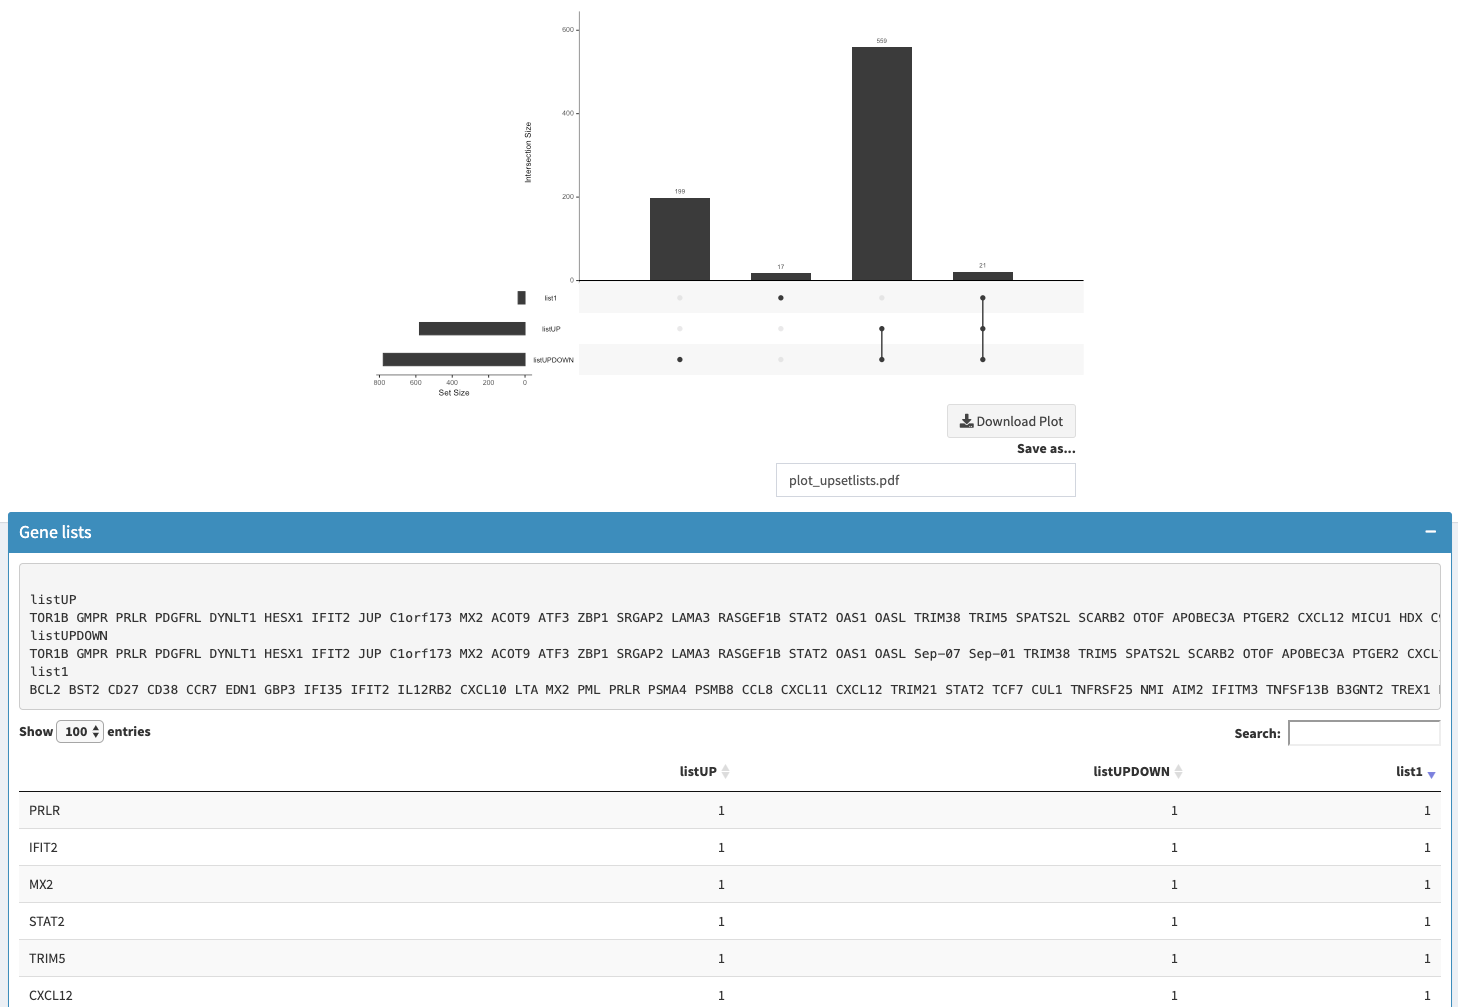 600
559
400
Intersection Size
200
199
17
21
0
list1
listUP
listUPDOWN
800 600 400 200 0
Set Size
Download Plot
Save as...
plot_upsetlists.pdf
Gene lists
listUP
TOR1B GMPR PRLR PDGFRL DYNLT1 HESX1 IFIT2 JUP C1orf173 MX2 ACOT9 ATF3 ZBP1 SRGAP2 LAMA3 RASGEF1B STAT2 OAS1 OASL TRIM38 TRIM5 SPATS2L SCARB2 OTOF APOBEC3A PTGER2 CXCL12 MICU1 HDX
listUPDOWN
TOR1B GMPR PRLR PDGFRL DYNLT1 HESX1 IFIT2 JUP C1orf173 MX2 ACOT9 ATF3 ZBP1 SRGAP2 LAMA3 RASGEF1B STAT2 OAS1 OASL Sep-07 Sep-01 TRIM38 TRIM5 SPATS2L SCARB2 OTOF APOBEC3A PTGER2 CXCL
list1
BCL2 BST2 CD27 CD38 CCR7 EDN1 GBP3 IFI35 IFIT2 IL12RB2 CXCL10 LTA MX2 PML PRLR PSMA4 PSMB8 CCL8 CXCL11 CXCL12 TRIM21 STAT2 TCF7 CUL1 TNFRSF25 NMI AIM2 IFITM3 TNFSF13B B3GNT2 TREX1
Show 100 entries
Search:
listUP listUPDOWN list1
PRLR 1 1 1
IFIT2 1 1 1
MX2 1 1 1
STAT2 1 1 1
TRIM5 1 1 1
CXCL12 1 1 1